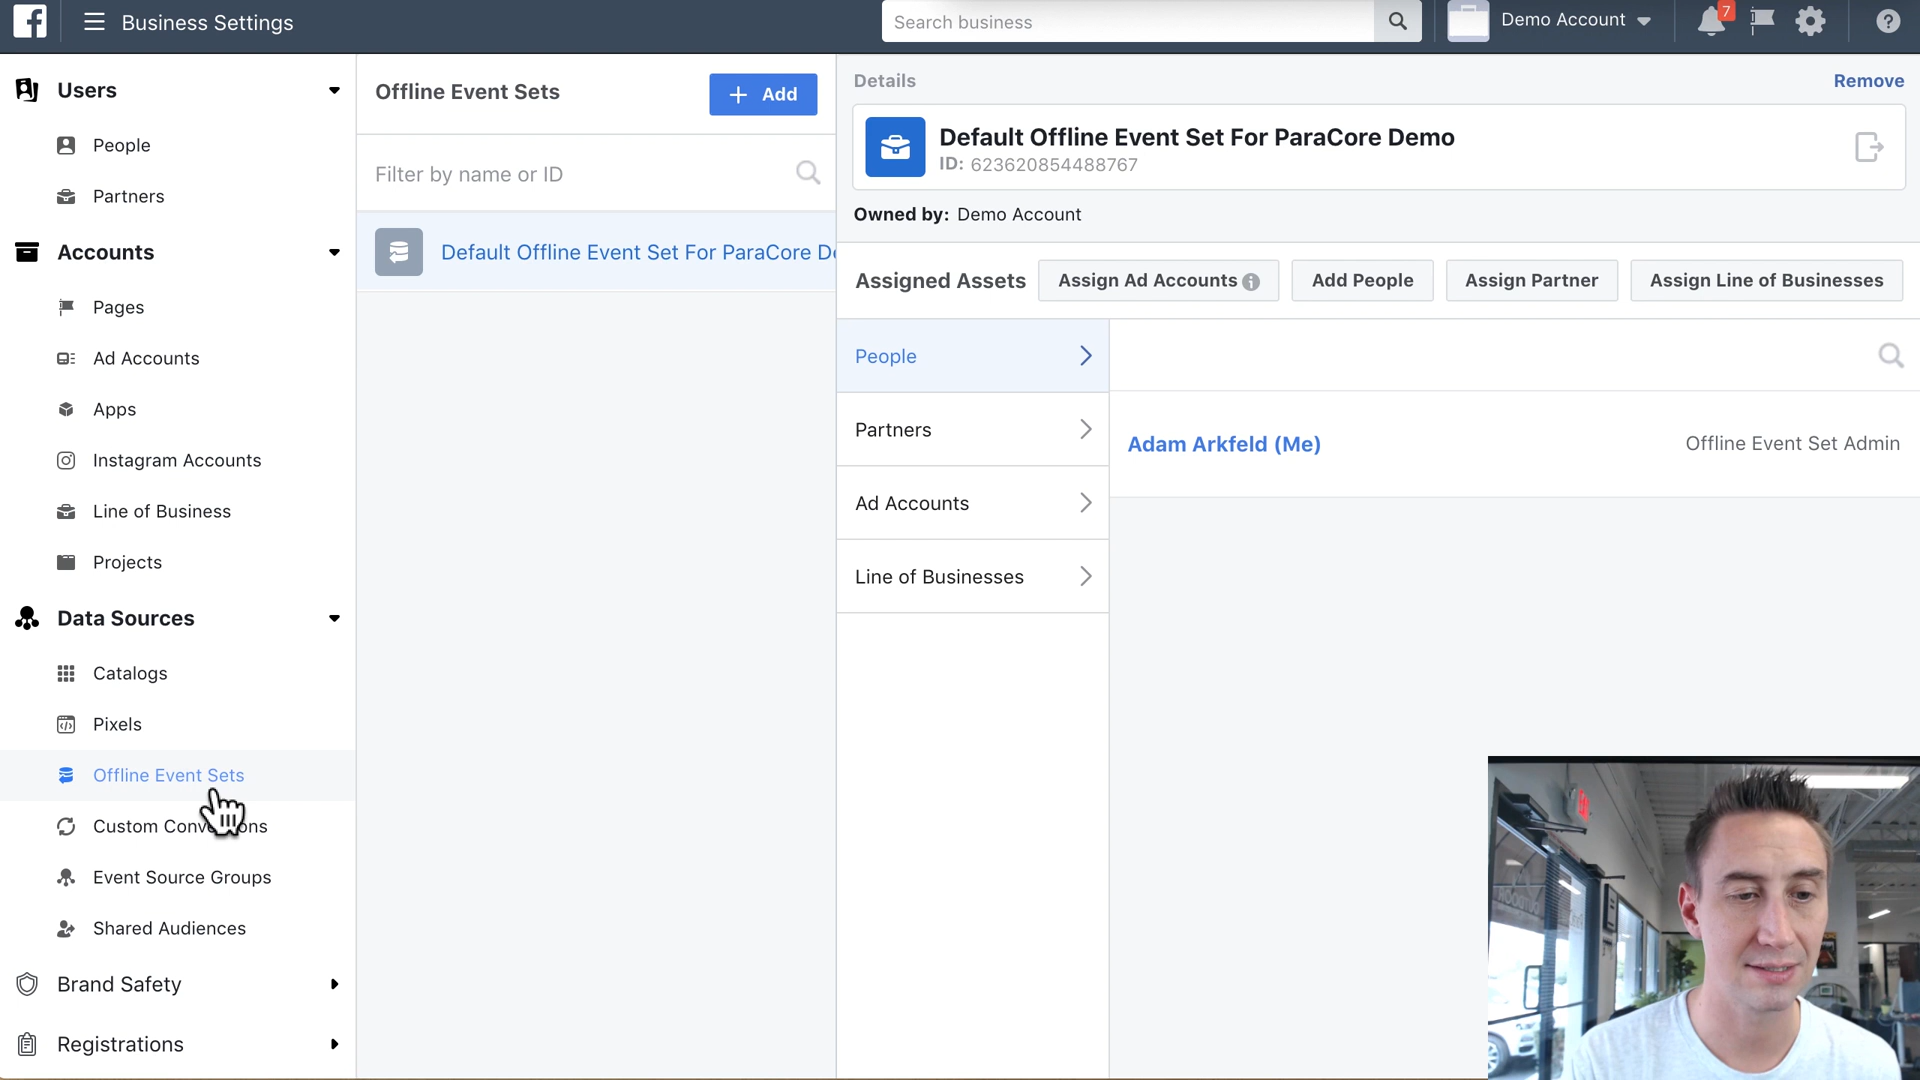 Business Settings
Search business
Demo Account
7
Users
People
Partners
Accounts
Pages
Ad Accounts
Apps
Instagram Accounts
Line of Business
Projects
Data Sources
Catalogs
Pixels
Offline Event Sets
Custom
Event Source Groups
Shared Audiences
Brand Safety
Registrations
Offline Event Sets
+ Add
Filter by name or ID
Default Offline Event Set For ParaCore
Details
Remove
Default Offline Event Set For ParaCore Demo
ID: 623620854488767
Owned by: Demo Account
Assigned Assets
Assign Ad Accounts
Add People
Assign Partner
Assign Line of Businesses
People
Partners
Ad Accounts
Line of Businesses
Adam Arkfeld (Me)
Offline Event Set Admin